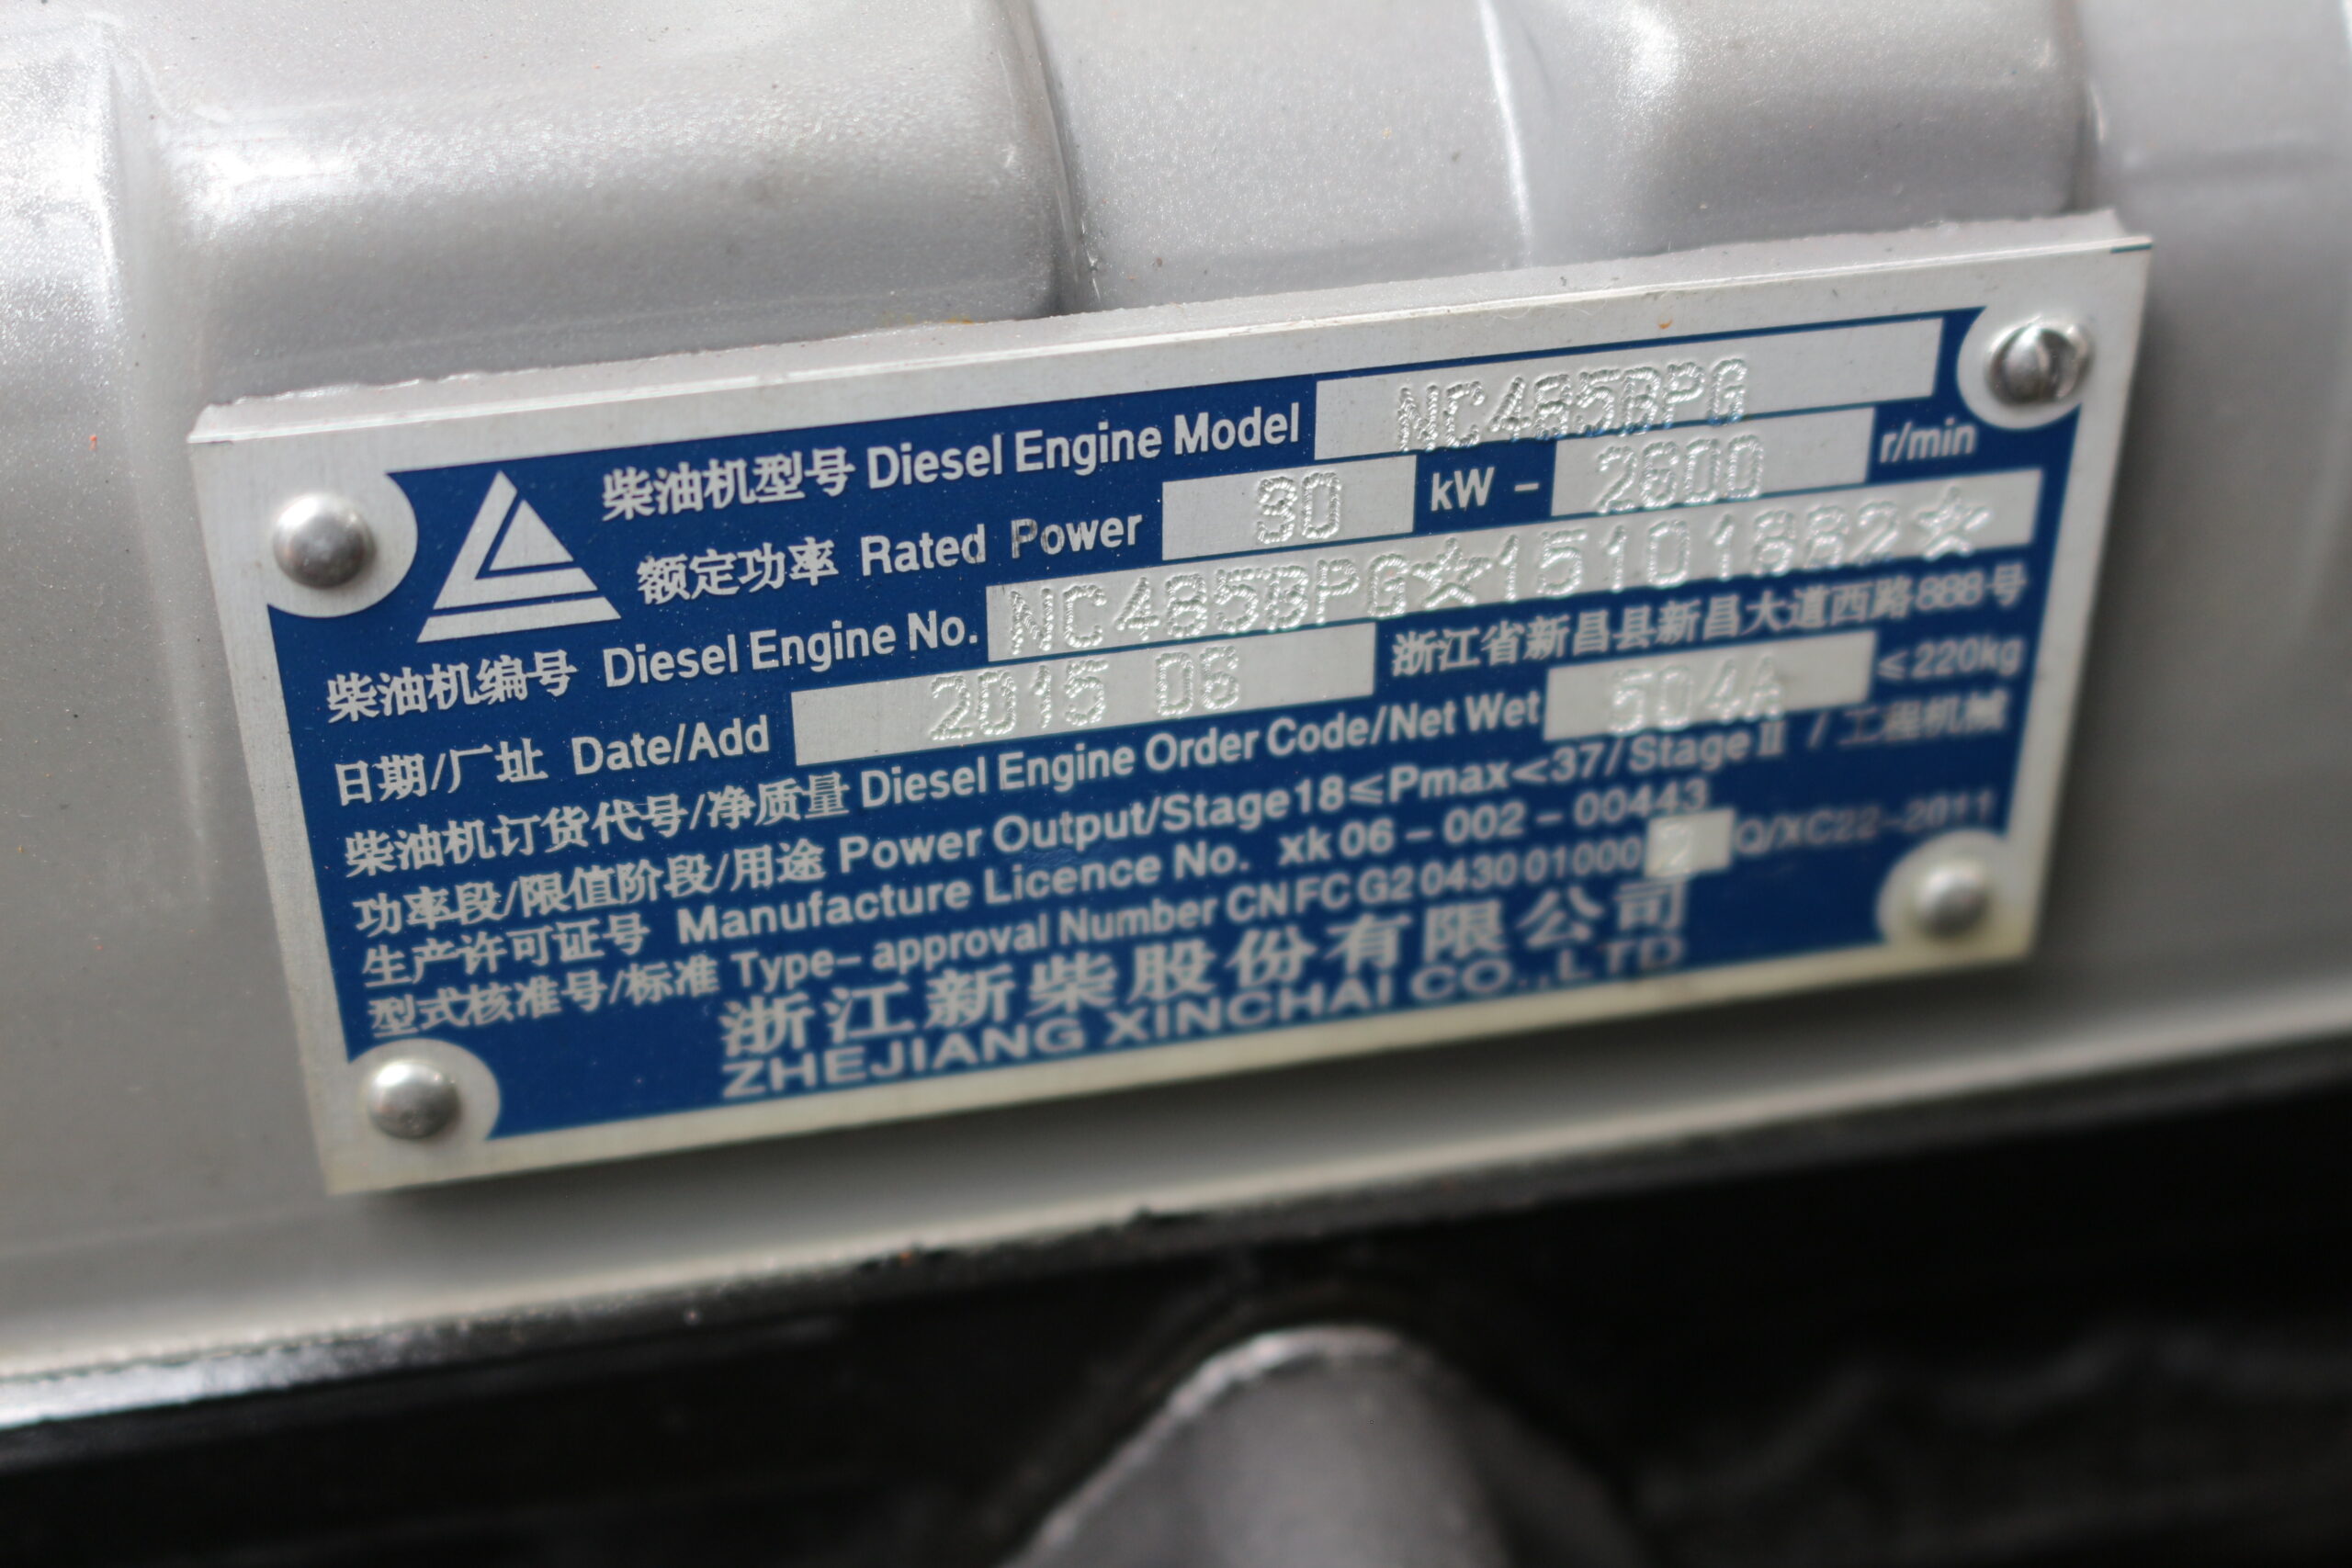 柴油机型号 Diesel Engine Model NC485BPG
额定功率 Rated Power 30 kW - 2600 r/min
柴油机编号 Diesel Engine No. NC485BPG☆15101882☆
日期/厂址 Date/Add 2015 06 浙江省新昌县新昌大道西路888号
柴油机订货代号/净质量 Diesel Engine Order Code/Net Wet 504A ≤220kg
功率段/限值阶段/用途 Power Output/Stage18≤Pmax<37/StageⅡ / 工程机械
生产许可证号 Manufacture Licence No. xk06-002-00443
型式核准号/标准 Type-approval Number CNFCG2043001000 2 Q/XC22-2011
浙江新柴股份有限公司
ZHEJIANG XINCHAI CO.,LTD